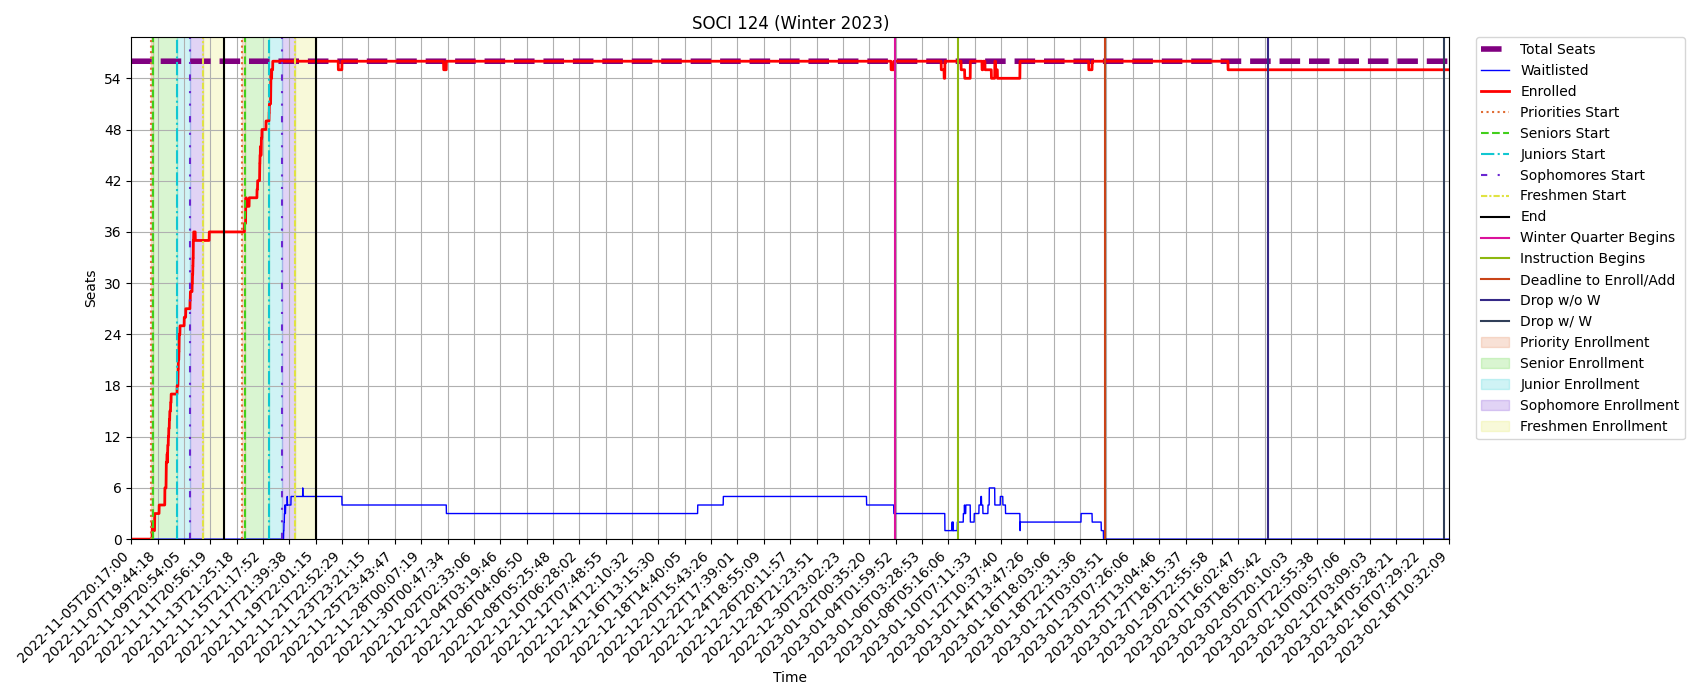 SOCI 124 (Winter 2023)
Seats
54
48
42
36
30
24
18
12
6
0
2022-11-05T20:17:00
2022-11-07T19:44:18
2022-11-09T20:54:05
2022-11-11T20:56:19
2022-11-13T21:25:18
2022-11-15T21:17:52
2022-11-17T21:39:38
2022-11-19T22:01:15
2022-11-21T22:52:29
2022-11-23T23:21:15
2022-11-25T23:43:47
2022-11-28T00:07:19
2022-11-30T00:47:34
2022-12-02T02:33:06
2022-12-04T03:19:46
2022-12-06T04:06:50
2022-12-08T05:25:48
2022-12-10T06:28:02
2022-12-12T07:48:55
2022-12-14T12:10:32
2022-12-16T13:15:30
2022-12-18T14:40:05
2022-12-20T15:43:26
2022-12-22T17:39:01
2022-12-24T18:55:09
2022-12-26T20:11:57
2022-12-28T21:23:51
2022-12-30T23:02:23
2023-01-02T00:35:20
2023-01-04T01:59:52
2023-01-06T03:28:53
2023-01-08T05:16:00
2023-01-10T07:11:33
2023-01-12T10:37:40
2023-01-14T13:47:26
2023-01-16T18:03:06
2023-01-18T22:31:36
2023-01-21T03:03:51
2023-01-23T07:26:06
2023-01-25T13:04:46
2023-01-27T18:15:37
2023-01-29T22:55:58
2023-02-01T16:02:47
2023-02-03T18:05:42
2023-02-05T20:10:03
2023-02-07T22:55:38
2023-02-10T00:57:06
2023-02-12T03:09:03
2023-02-14T05:28:21
2023-02-16T07:29:22
2023-02-18T10:32:09
Time
Total Seats
Waitlisted
Enrolled
Priorities Start
Seniors Start
Juniors Start
Sophomores Start
Freshmen Start
End
Winter Quarter Begins
Instruction Begins
Deadline to Enroll/Add
Drop w/o W
Drop w/ W
Priority Enrollment
Senior Enrollment
Junior Enrollment
Sophomore Enrollment
Freshmen Enrollment